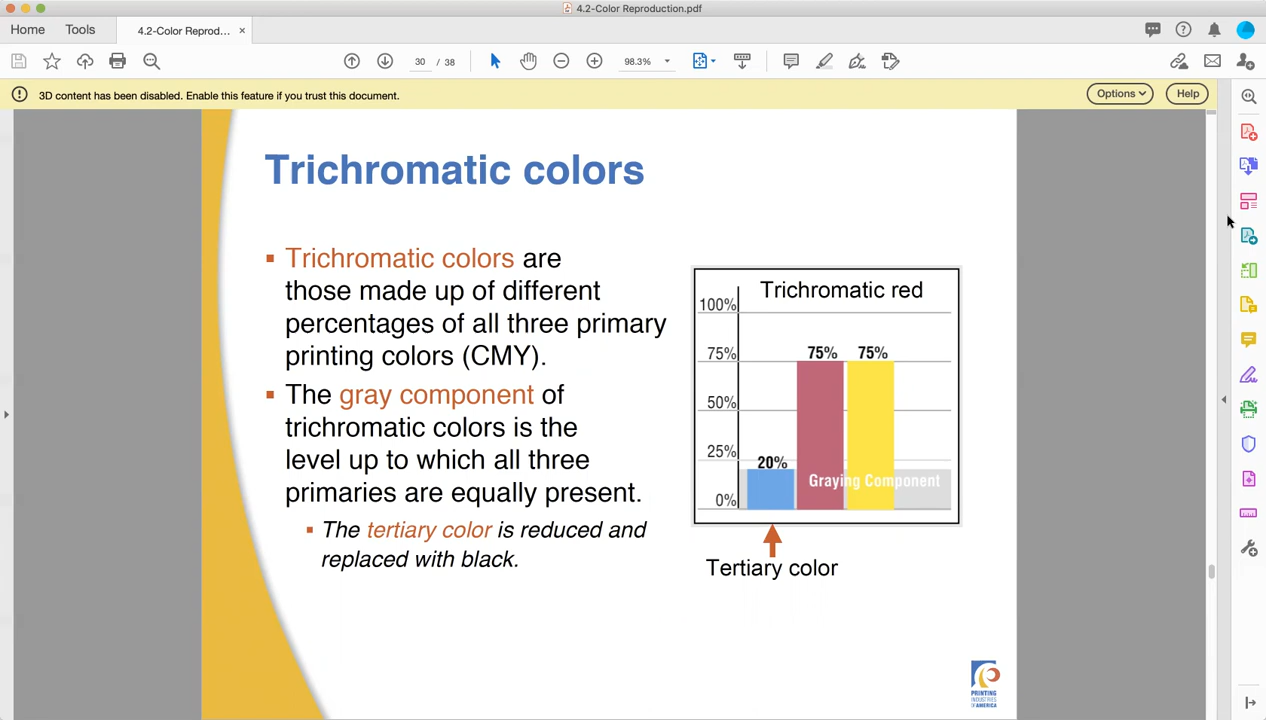 4.2-Color Reproduction.pdf
Home
Tools
4.2-Color Reprod...
×
30 / 38
98.3%
3D content has been disabled. Enable this feature if you trust this document.
Options
Help
Trichromatic colors
Trichromatic colors are
those made up of different
percentages of all three primary
printing colors (CMY).
The gray component of
trichromatic colors is the
level up to which all three
primaries are equally present.
The tertiary color is reduced and
replaced with black.
Trichromatic red
100%
75%
75% 75%
50%
25%
20%
Graying Component
0%
Tertiary color
PRINTING
INDUSTRIES
OF AMERICA